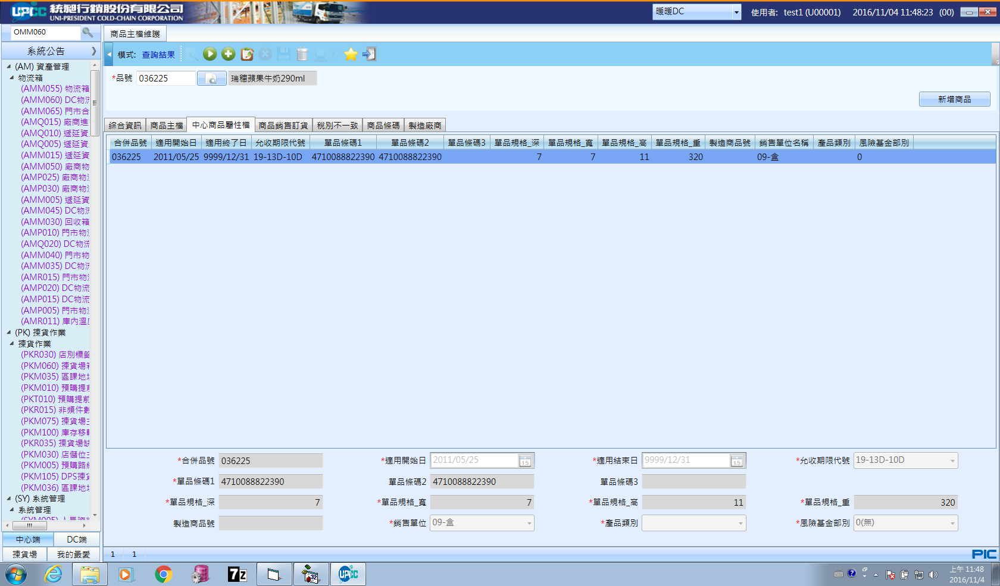 UPCC 統昶行銷股份有限公司
UNI-PRESIDENT COLD-CHAIN CORPORATION
暖暖DC 使用者: test1 (U00001) 2016/11/04 11:48:23 (00)
OMM060
商品主檔維護
系統公告 》
模式: 查詢結果
(AM) 資產管理
物流箱
(AMM055) 物流箱
(AMM060) DC物
(AMM065) 門市合
(AMQ015) 廠商進
(AMQ010) 遞延資
(AMQ005) 遞延資
(AMM015) 遞延資
(AMM050) 廠商物
(AMP025) 廠商物
(AMP030) 廠商物
(AMM005) 遞延資
(AMM045) DC物
(AMM030) 回收箱
(AMP010) 門市物
(AMQ020) DC物流
(AMM040) 門市物
(AMM035) DC物
(AMR015) 門市物
(AMP020) DC物流
(AMP015) DC物流
(AMP005) 門市物
(AMR011) 庫內溫
(PK) 揀貨作業
揀貨作業
(PKR030) 店別標
(PKM060) 揀貨場
(PKM035) 區課地
(PKM010) 預購提
(PKT010) 預購提前
(PKR015) 非頻件
(PKM075) 揀貨場
(PKM100) 庫存移
(PKR035) 揀貨場
(PKM030) 店儲位
(PKM005) 預購路
(PKM105) DPS揀
(PKM036) 區課地
(SY) 系統管理
系統管理
中心端 DC端
揀貨場 我的最愛
*品號 036225 瑞穗蘋果牛奶290ml
新增商品
綜合資訊 商品主檔 中心商品屬性檔 商品銷售訂貨 稅別不一致 商品條碼 製造廠商
合併品號 適用開始日 適用終了日 允收期限代號 單品條碼1 單品條碼2 單品條碼3 單品規格_深 單品規格_寬 單品規格_高 單品規格_重 製造商品號 銷售單位名稱 產品類別 風險基金部別
036225 2011/05/25 9999/12/31 19-13D-10D 4710088822390 4710088822390 7 7 11 320 09-盒 0
*合併品號 036225 *適用開始日 2011/05/25 15 *適用結束日 9999/12/31 15 *允收期限代號 19-13D-10D
*單品條碼1 4710088822390 單品條碼2 4710088822390 單品條碼3
*單品規格_深 7 *單品規格_寬 7 *單品規格_高 11 *單品規格_重 320
製造商品號 *銷售單位 09-盒 *產品類別 *風險基金部別 0(無)
1 1 PIC
7z 32 UPCC
上午 11:48
2016/11/4